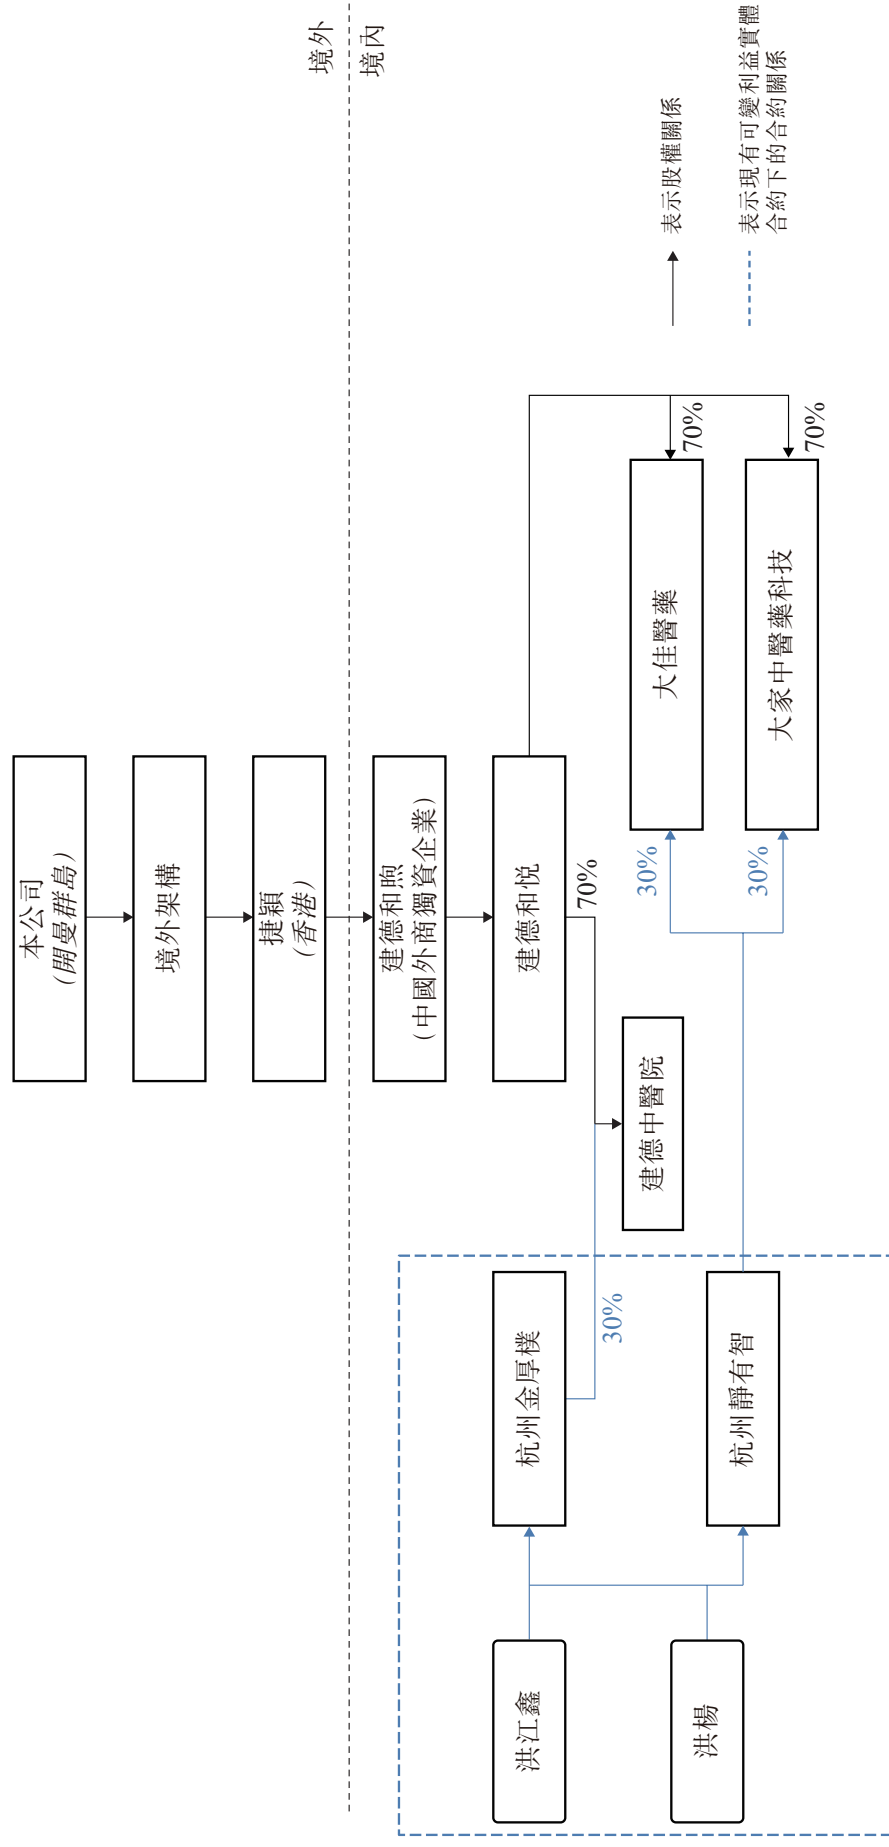 本公司
（開曼群島）
境外架構
捷穎
（香港）
境外
境內
建德和煦
（中國外商獨資企業）
建德和悦
70%
洪江鑫
洪楊
杭州金厚樸
杭州靜有智
30%
建德中醫院
30%
30%
大佳醫藥
70%
大家中醫藥科技
70%
表示股權關係
表示現有可變利益實體
合約下的合約關係